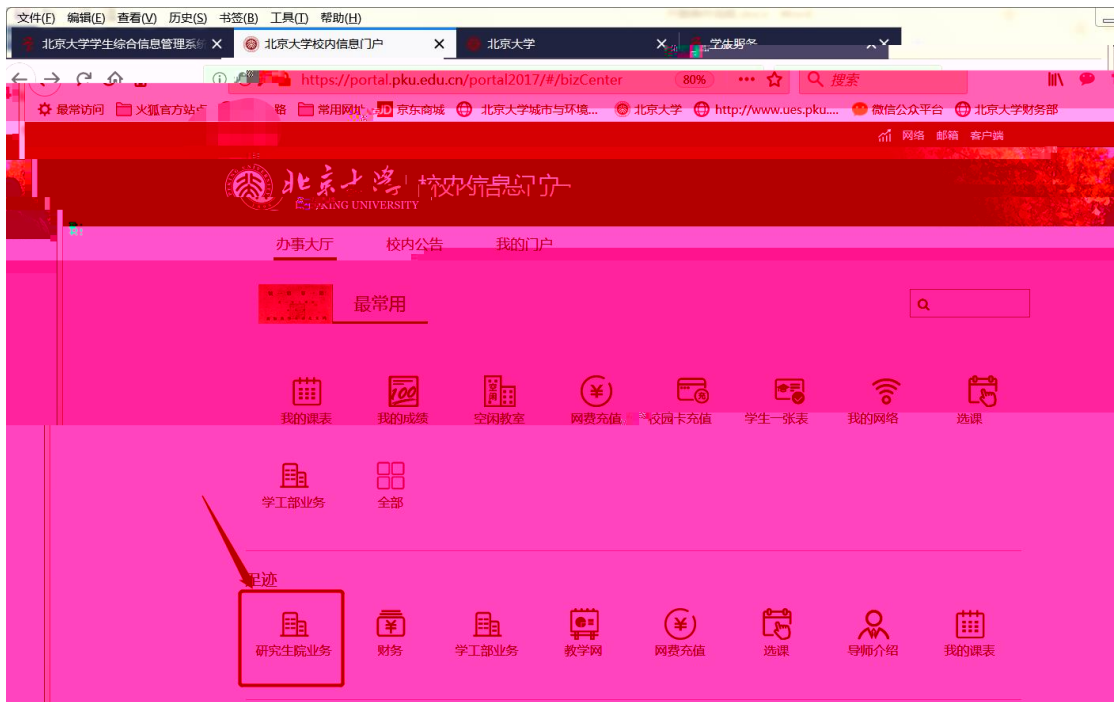 文件(F) 编辑(E) 查看(V) 历史(S) 书签(B) 工具(T) 帮助(H)
北京大学学生综合信息管理系统 × 北京大学校内信息门户 × 北京大学 ×
https://portal.pku.edu.cn/portal2017/#/bizCenter 80% 搜索
最常访问 火狐官方站点 常用网址 JD 京东商城 北京大学城市与环境... 北京大学 http://www.ues.pku.... 微信公众平台 北京大学财务部
网络 邮箱 客户端
北京大学 校内信息门户
UNIVERSITY
办事大厅 校内公告 我的门户
最常用
100
我的课表 我的成绩 空闲教室 网费充值 校园卡充值 学生一张表 我的网络 选课
学工部业务 全部
足迹
研究生院业务 财务 学工部业务 教学网 网费充值 选课 导师介绍 我的课表